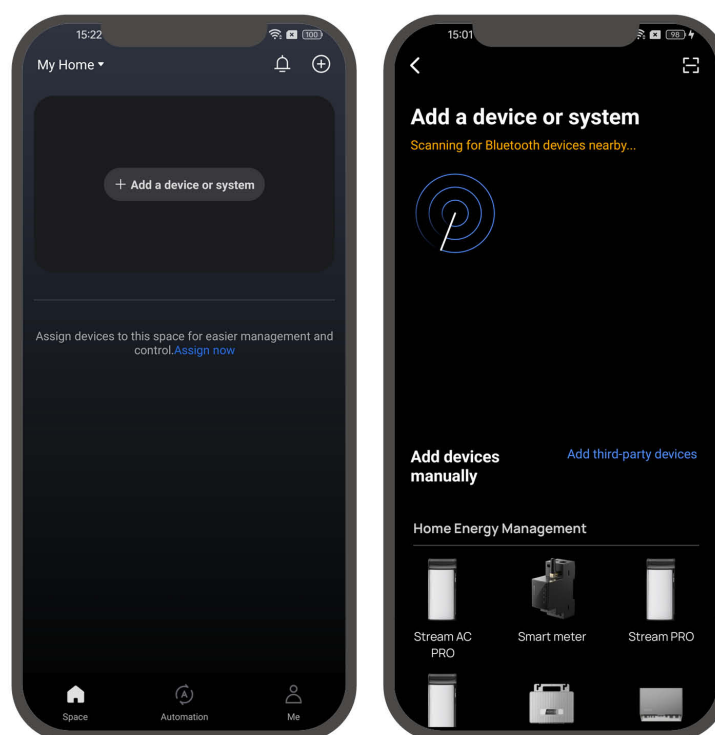 15:22
100
My Home
+ Add a device or system
Assign devices to this space for easier management and
control.Assign now
Space
A
Automation
Me
15:01
98
Add a device or system
Scanning for Bluetooth devices nearby...
Add devices
manually
Add third-party devices
Home Energy Management
Stream AC
PRO
Smart meter
Stream PRO